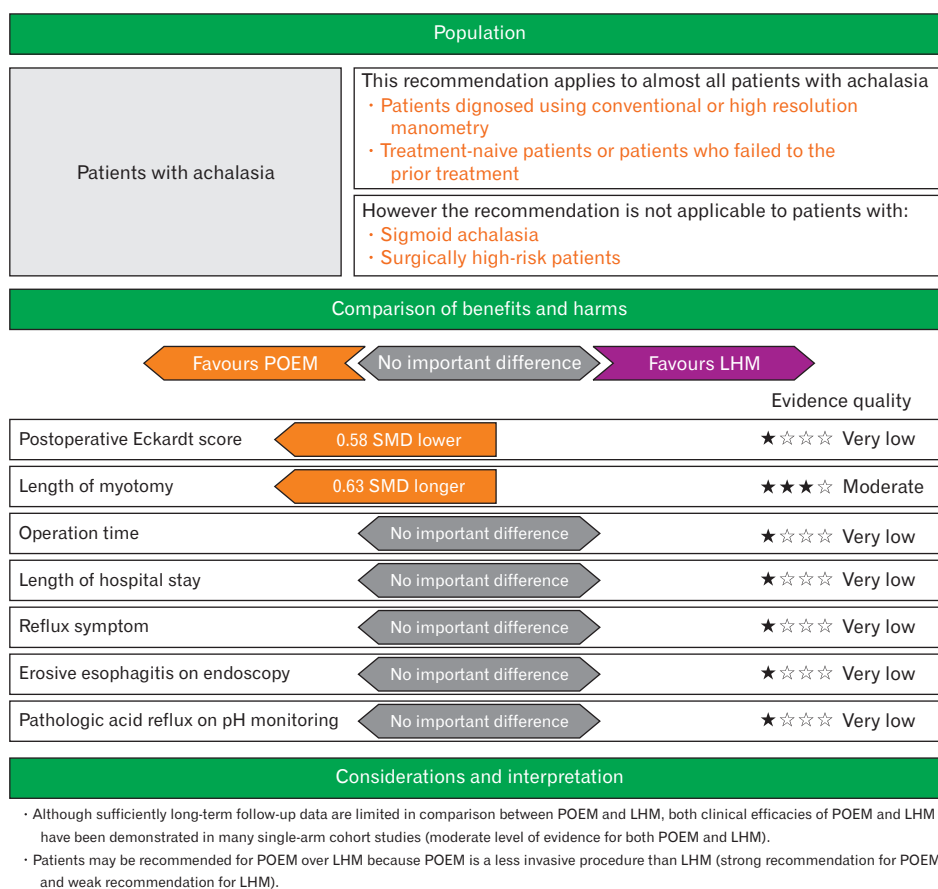 Population
Patients with achalasia
This recommendation applies to almost all patients with achalasia
· Patients dignosed using conventional or high resolution
manometry
· Treatment-naive patients or patients who failed to the
prior treatment
However the recommendation is not applicable to patients with:
· Sigmoid achalasia
· Surgically high-risk patients
Comparison of benefits and harms
Favours POEM No important difference Favours LHM
Evidence quality
Postoperative Eckardt score 0.58 SMD lower ★☆☆☆ Very low
Length of myotomy 0.63 SMD longer ★★★☆ Moderate
Operation time No important difference ★☆☆☆ Very low
Length of hospital stay No important difference ★☆☆☆ Very low
Reflux symptom No important difference ★☆☆☆ Very low
Erosive esophagitis on endoscopy No important difference ★☆☆☆ Very low
Pathologic acid reflux on pH monitoring No important difference ★☆☆☆ Very low
Considerations and interpretation
· Although sufficiently long-term follow-up data are limited in comparison between POEM and LHM, both clinical efficacies of POEM and LHM
have been demonstrated in many single-arm cohort studies (moderate level of evidence for both POEM and LHM).
· Patients may be recommended for POEM over LHM because POEM is a less invasive procedure than LHM (strong recommendation for POEM
and weak recommendation for LHM).